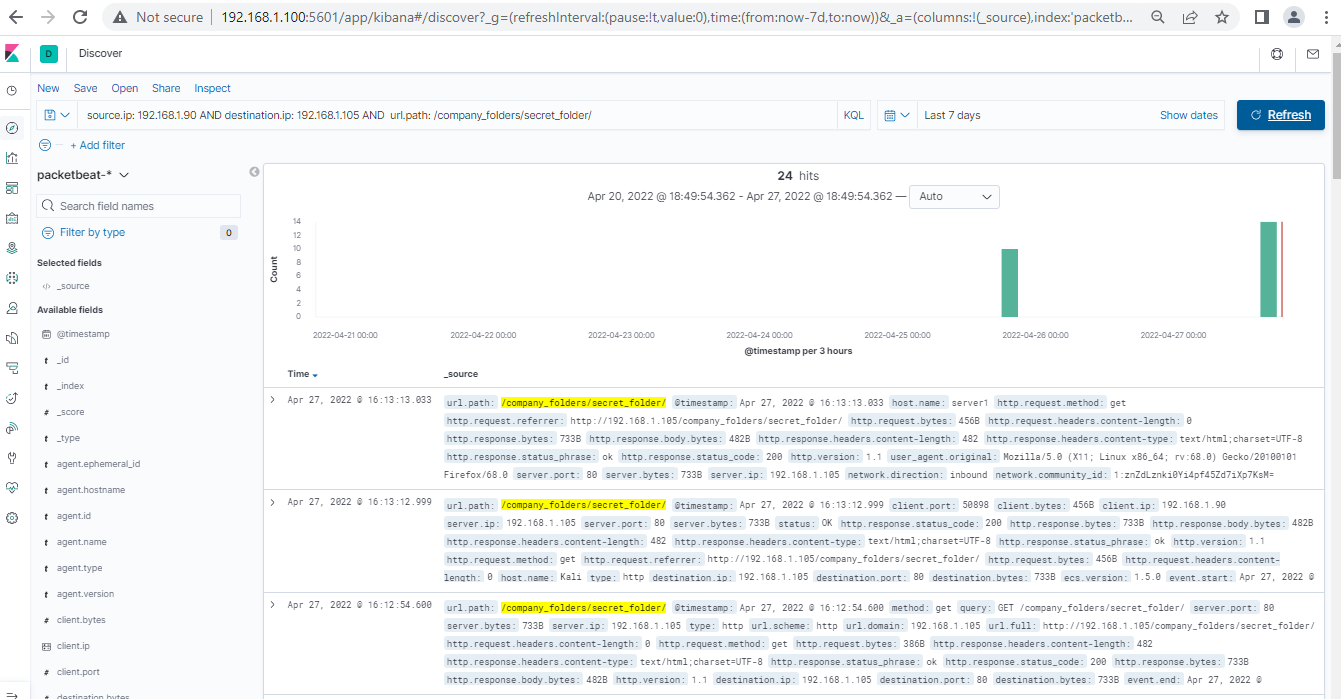 Not secure 192.168.1.100:5601/app/kibana#/discover?_g=(refreshInterval:(pause:!t,value:0),time:(from:now-7d,to:now))&_a=(columns:!(_source),index:'packetb...
D Discover
New Save Open Share Inspect
source.ip: 192.168.1.90 AND destination.ip: 192.168.1.105 AND url.path: /company_folders/secret_folder/ KQL Last 7 days Show dates Refresh
+ Add filter
packetbeat-*
Search field names
Filter by type 0
Selected fields
</> _source
Available fields
@timestamp
t _id
t _index
# _score
t _type
t agent.ephemeral_id
t agent.hostname
t agent.id
t agent.name
t agent.type
t agent.version
# client.bytes
client.ip
# client.port
# destination.bytes
24 hits
Apr 20, 2022 @ 18:49:54.362 - Apr 27, 2022 @ 18:49:54.362 — Auto
Count
14
12
10
8
6
4
2
0
2022-04-21 00:00 2022-04-22 00:00 2022-04-23 00:00 2022-04-24 00:00 2022-04-25 00:00 2022-04-26 00:00 2022-04-27 00:00
@timestamp per 3 hours
Time _source
Apr 27, 2022 @ 16:13:13.033 url.path: /company_folders/secret_folder/ @timestamp: Apr 27, 2022 @ 16:13:13.033 host.name: server1 http.request.method: get
http.request.referrer: http://192.168.1.105/company_folders/secret_folder/ http.request.bytes: 456B http.request.headers.content-length: 0
http.response.bytes: 733B http.response.body.bytes: 482B http.response.headers.content-length: 482 http.response.headers.content-type: text/html;charset=UTF-8
http.response.status_phrase: ok http.response.status_code: 200 http.version: 1.1 user_agent.original: Mozilla/5.0 (X11; Linux x86_64; rv:68.0) Gecko/20100101
Firefox/68.0 server.port: 80 server.bytes: 733B server.ip: 192.168.1.105 network.direction: inbound network.community_id: 1:znZdLznki0Yi4pf45Zd7iXp7KsM=
Apr 27, 2022 @ 16:13:12.999 url.path: /company_folders/secret_folder/ @timestamp: Apr 27, 2022 @ 16:13:12.999 client.port: 50898 client.bytes: 456B client.ip: 192.168.1.90
server.ip: 192.168.1.105 server.port: 80 server.bytes: 733B status: OK http.response.status_code: 200 http.response.bytes: 733B http.response.body.bytes: 482B
http.response.headers.content-length: 482 http.response.headers.content-type: text/html;charset=UTF-8 http.response.status_phrase: ok http.version: 1.1
http.request.method: get http.request.referrer: http://192.168.1.105/company_folders/secret_folder/ http.request.bytes: 456B http.request.headers.content-
length: 0 host.name: Kali type: http destination.ip: 192.168.1.105 destination.port: 80 destination.bytes: 733B ecs.version: 1.5.0 event.start: Apr 27, 2022 @
Apr 27, 2022 @ 16:12:54.600 url.path: /company_folders/secret_folder/ @timestamp: Apr 27, 2022 @ 16:12:54.600 method: get query: GET /company_folders/secret_folder/ server.port: 80
server.bytes: 733B server.ip: 192.168.1.105 type: http url.scheme: http url.domain: 192.168.1.105 url.full: http://192.168.1.105/company_folders/secret_folder/
http.request.headers.content-length: 0 http.request.method: get http.request.bytes: 386B http.response.headers.content-length: 482
http.response.headers.content-type: text/html;charset=UTF-8 http.response.status_phrase: ok http.response.status_code: 200 http.response.bytes: 733B
http.response.body.bytes: 482B http.version: 1.1 destination.ip: 192.168.1.105 destination.port: 80 destination.bytes: 733B event.end: Apr 27, 2022 @